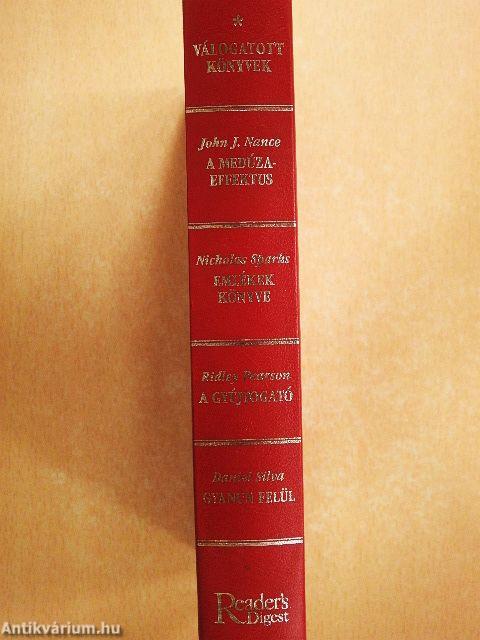 VÁLOGATOTT
KÖNYVEK
John J. Nance
A MEDÚZA-
EFFEKTUS
Nicholas Sparks
EMLÉKEK
KÖNYVE
Ridley Pearson
A GYÚJTOGATÓ
Daniel Silva
GYANÚN FELÜL
Reader's
Digest
Antikvárium.hu